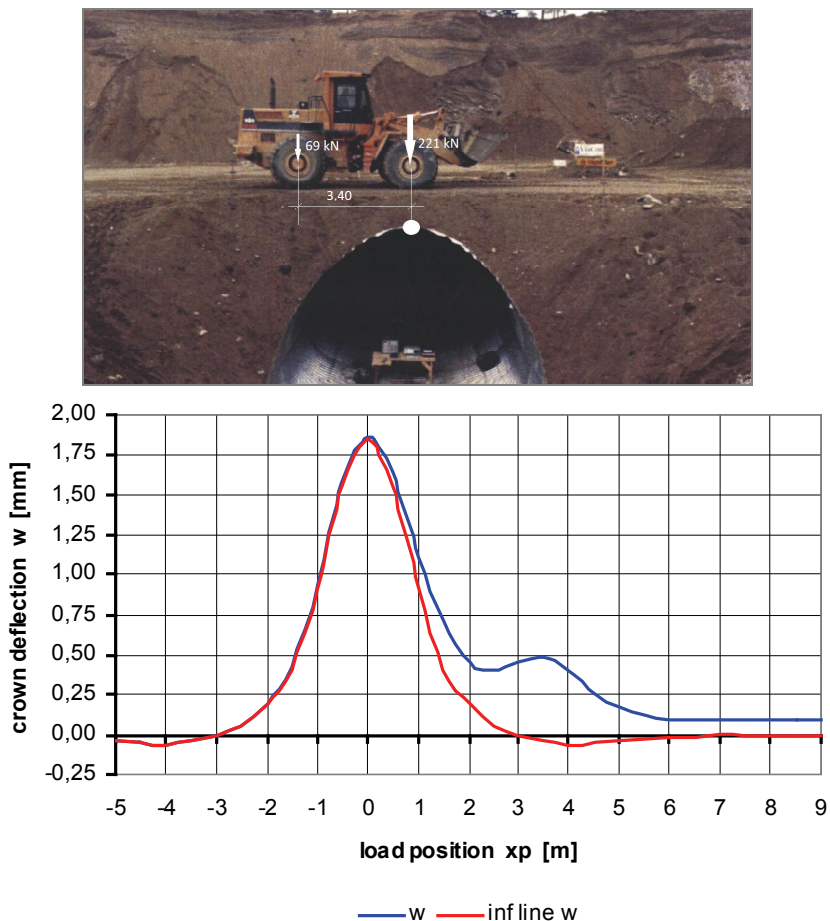 69 kN
221 kN
3,40
2,00
1,75
1,50
1,25
1,00
0,75
0,50
0,25
0,00
-0,25
crown deflection w [mm]
-5 -4 -3 -2 -1 0 1 2 3 4 5 6 7 8 9
load position xp [m]
w inf line w